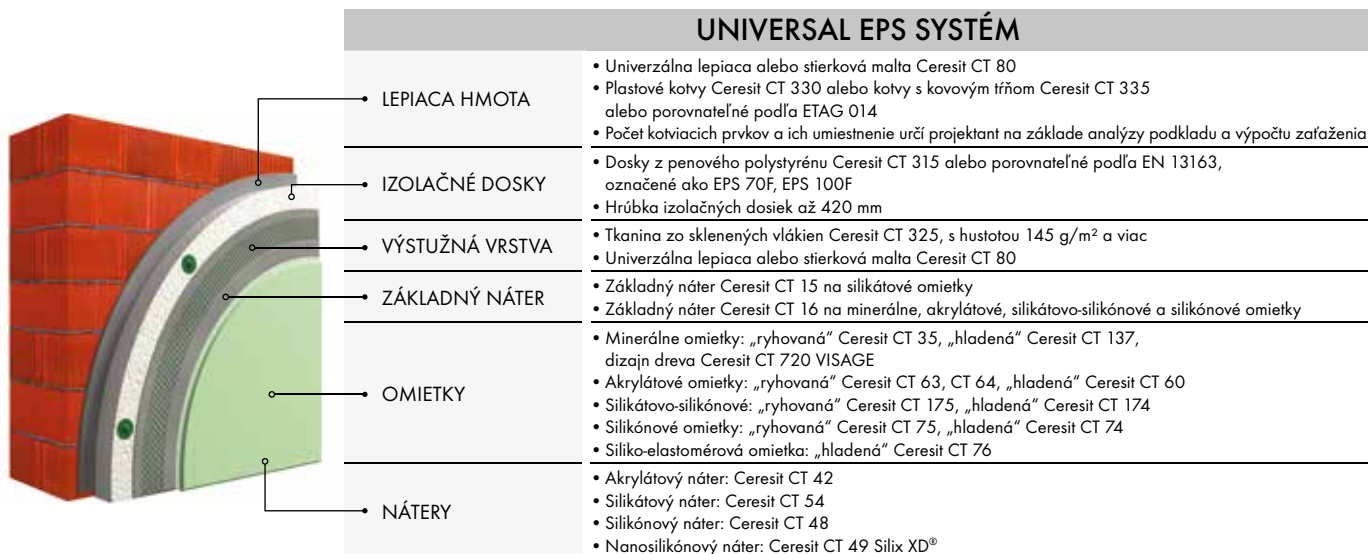 UNIVERSAL EPS SYSTÉM
LEPIACA HMOTA
• Univerzálna lepiaca alebo stierková malta Ceresit CT 80
• Plastové kotvy Ceresit CT 330 alebo kotvy s kovovým tŕňom Ceresit CT 335
alebo porovnateľné podľa ETAG 014
• Počet kotviacich prvkov a ich umiestnenie určí projektant na základe analýzy podkladu a výpočtu zaťaženia
IZOLAČNÉ DOSKY
• Dosky z penového polystyrénu Ceresit CT 315 alebo porovnateľné podľa EN 13163,
označené ako EPS 70F, EPS 100F
• Hrúbka izolačných dosiek až 420 mm
VÝSTUŽNÁ VRSTVA
• Tkanina zo sklenených vlákien Ceresit CT 325, s hustotou 145 g/m² a viac
• Univerzálna lepiaca alebo stierková malta Ceresit CT 80
ZÁKLADNÝ NÁTER
• Základný náter Ceresit CT 15 na silikátové omietky
• Základný náter Ceresit CT 16 na minerálne, akrylátové, silikátovo-silikónové a silikónové omietky
OMIETKY
• Minerálne omietky: „ryhovaná“ Ceresit CT 35, „hladená“ Ceresit CT 137,
dizajn dreva Ceresit CT 720 VISAGE
• Akrylátové omietky: „ryhovaná“ Ceresit CT 63, CT 64, „hladená“ Ceresit CT 60
• Silikátovo-silikónové: „ryhovaná“ Ceresit CT 175, „hladená“ Ceresit CT 174
• Silikónové omietky: „ryhovaná“ Ceresit CT 75, „hladená“ Ceresit CT 74
• Siliko-elastomérová omietka: „hladená“ Ceresit CT 76
NÁTERY
• Akrylátový náter: Ceresit CT 42
• Silikátový náter: Ceresit CT 54
• Silikónový náter: Ceresit CT 48
• Nanosilikónový náter: Ceresit CT 49 Silix XD®